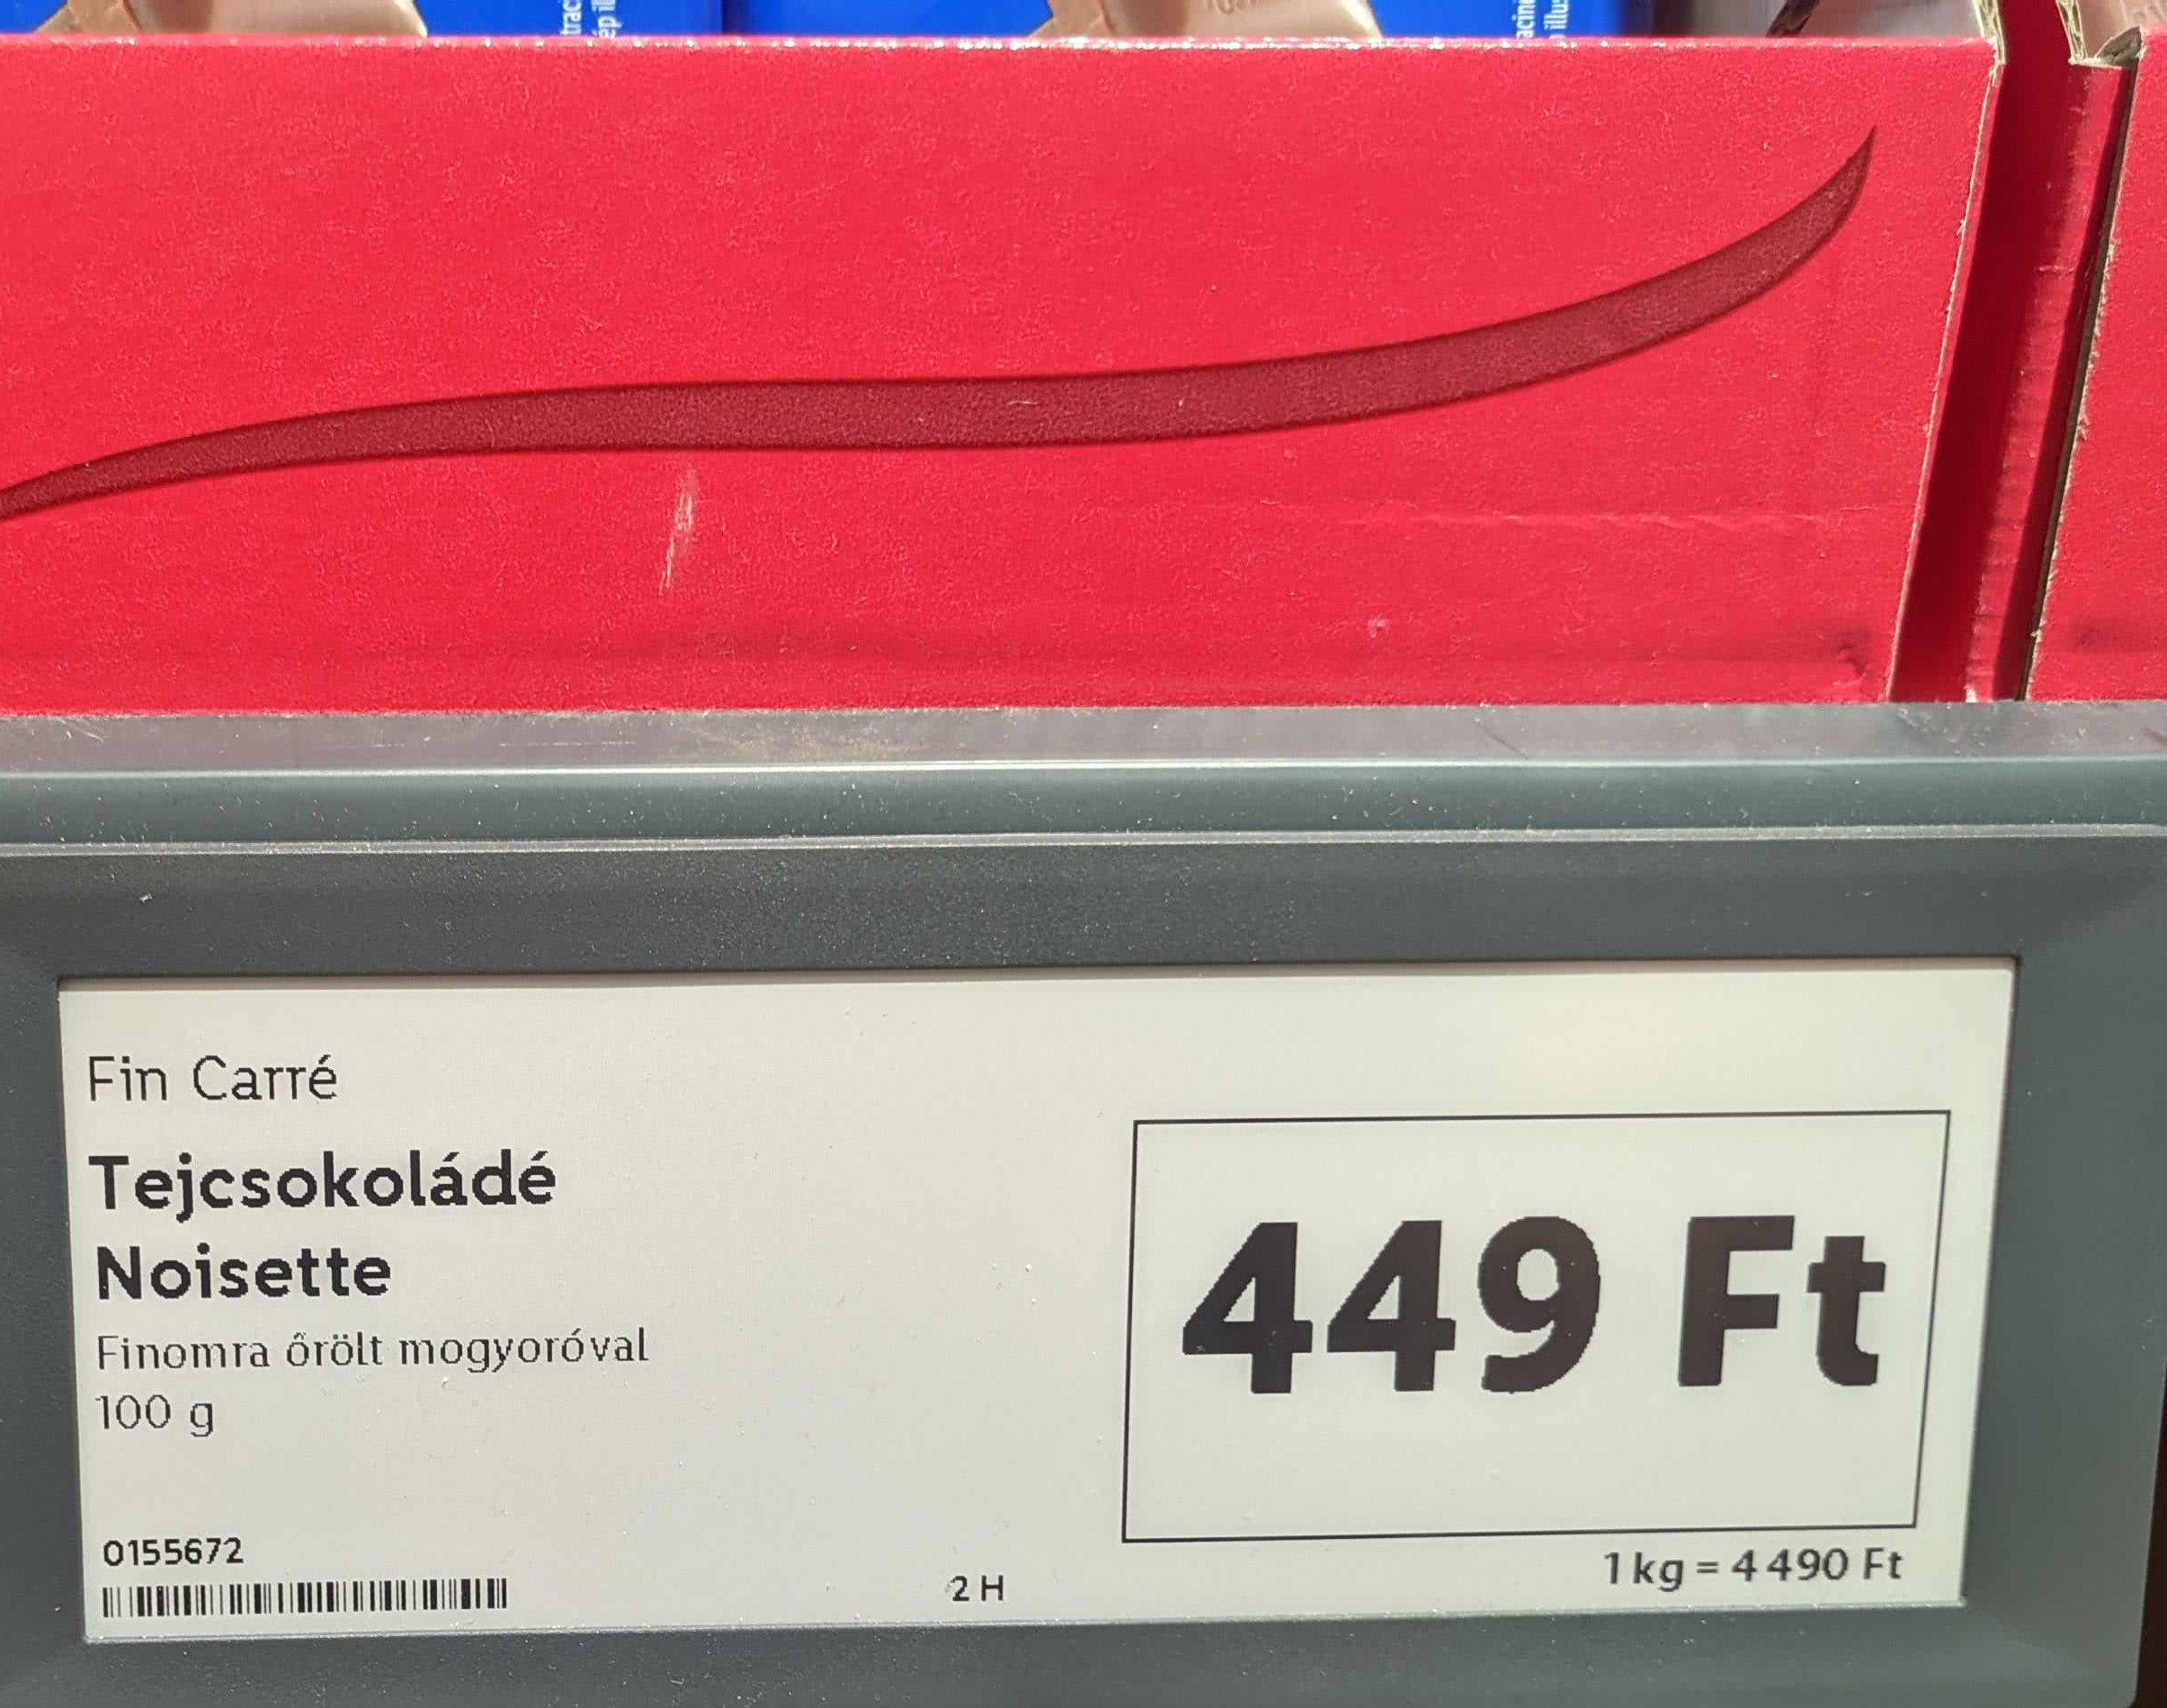 Fin Carré
Tejcsokoládé
Noisette
Finomra őrölt mogyoróval
100 g
449 Ft
0155672
2 H
1 kg = 4 490 Ft